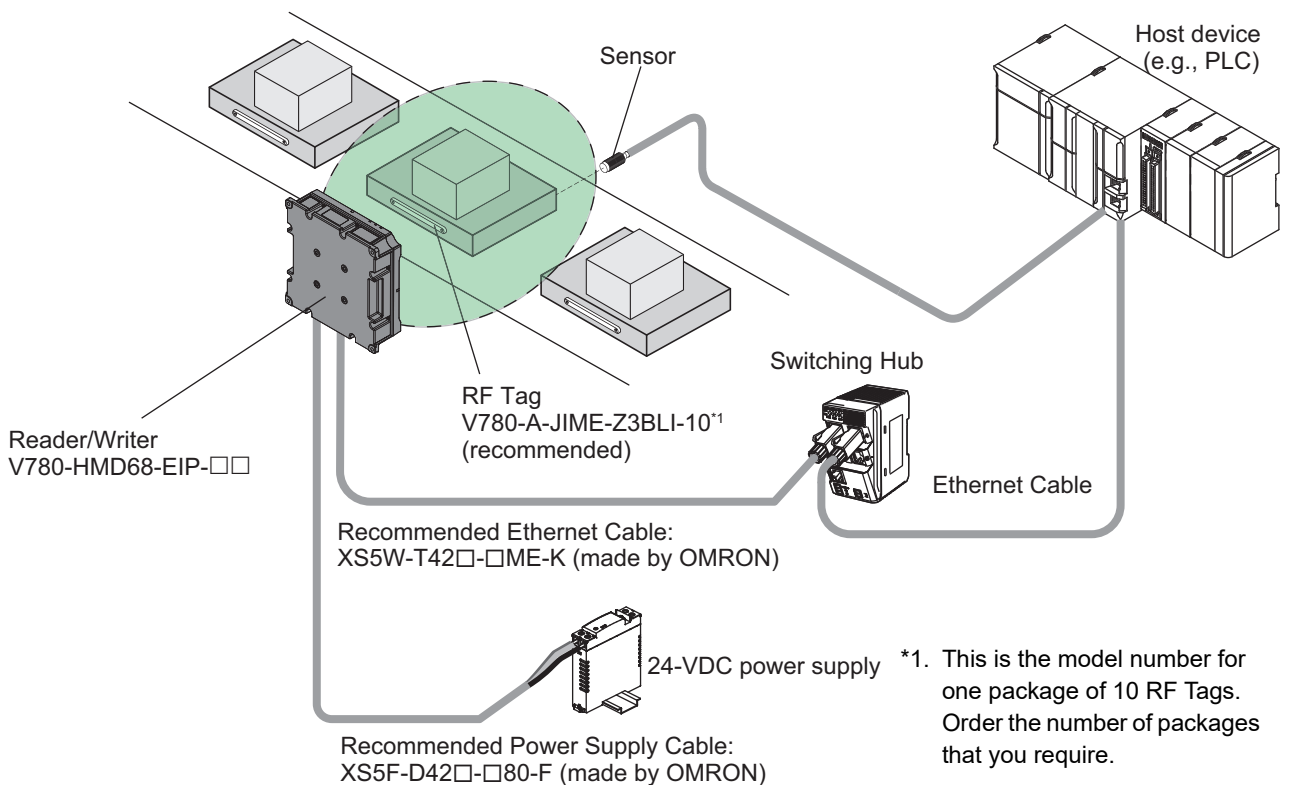 Sensor
Host device
(e.g., PLC)
Switching Hub
RF Tag
V780-A-JIME-Z3BLI-10*1
(recommended)
Reader/Writer
V780-HMD68-EIP-□□
Ethernet Cable
Recommended Ethernet Cable:
XS5W-T42□-□ME-K (made by OMRON)
24-VDC power supply
*1. This is the model number for
one package of 10 RF Tags.
Order the number of packages
that you require.
Recommended Power Supply Cable:
XS5F-D42□-□80-F (made by OMRON)